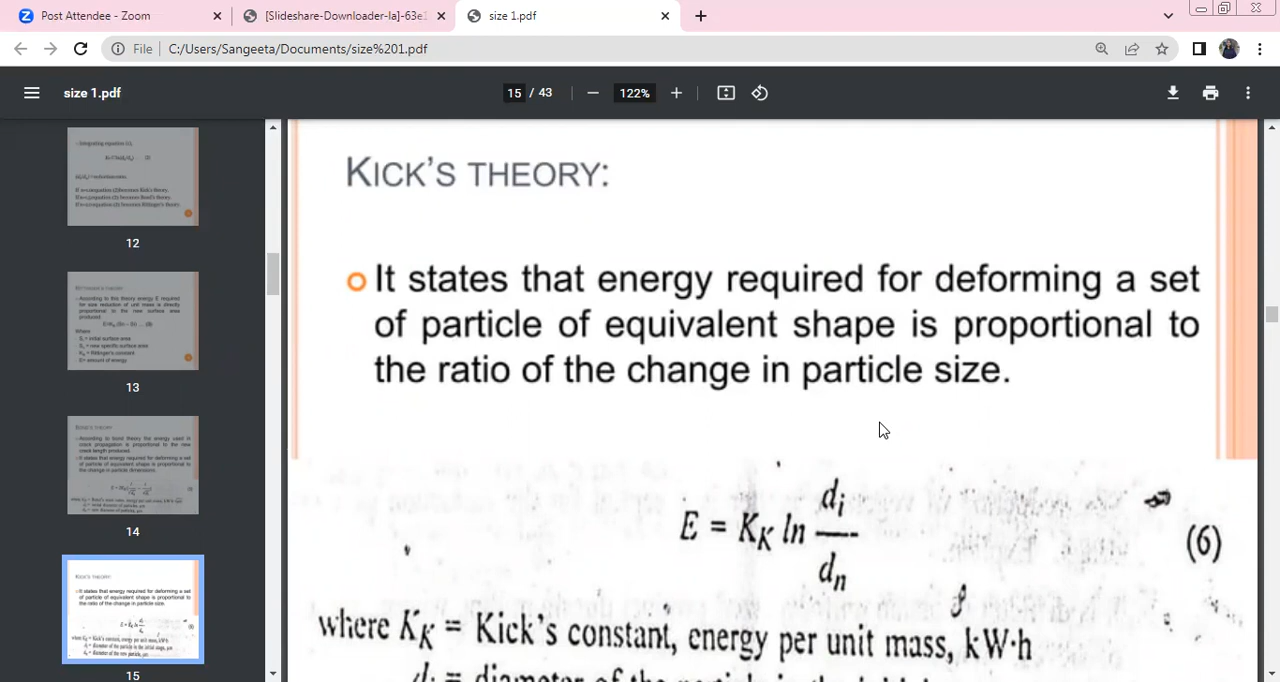 Post Attendee - Zoom
[Slideshare-Downloader-la]-63e1
size 1.pdf
File
C:/Users/Sangeeta/Documents/size%201.pdf
size 1.pdf
15 / 43
122%
12
13
14
15
KICK'S THEORY:
It states that energy required for deforming a set
of particle of equivalent shape is proportional to
the ratio of the change in particle size.
E = K_K ln d_i/d_n (6)
where K_K = Kick's constant, energy per unit mass, kW·h